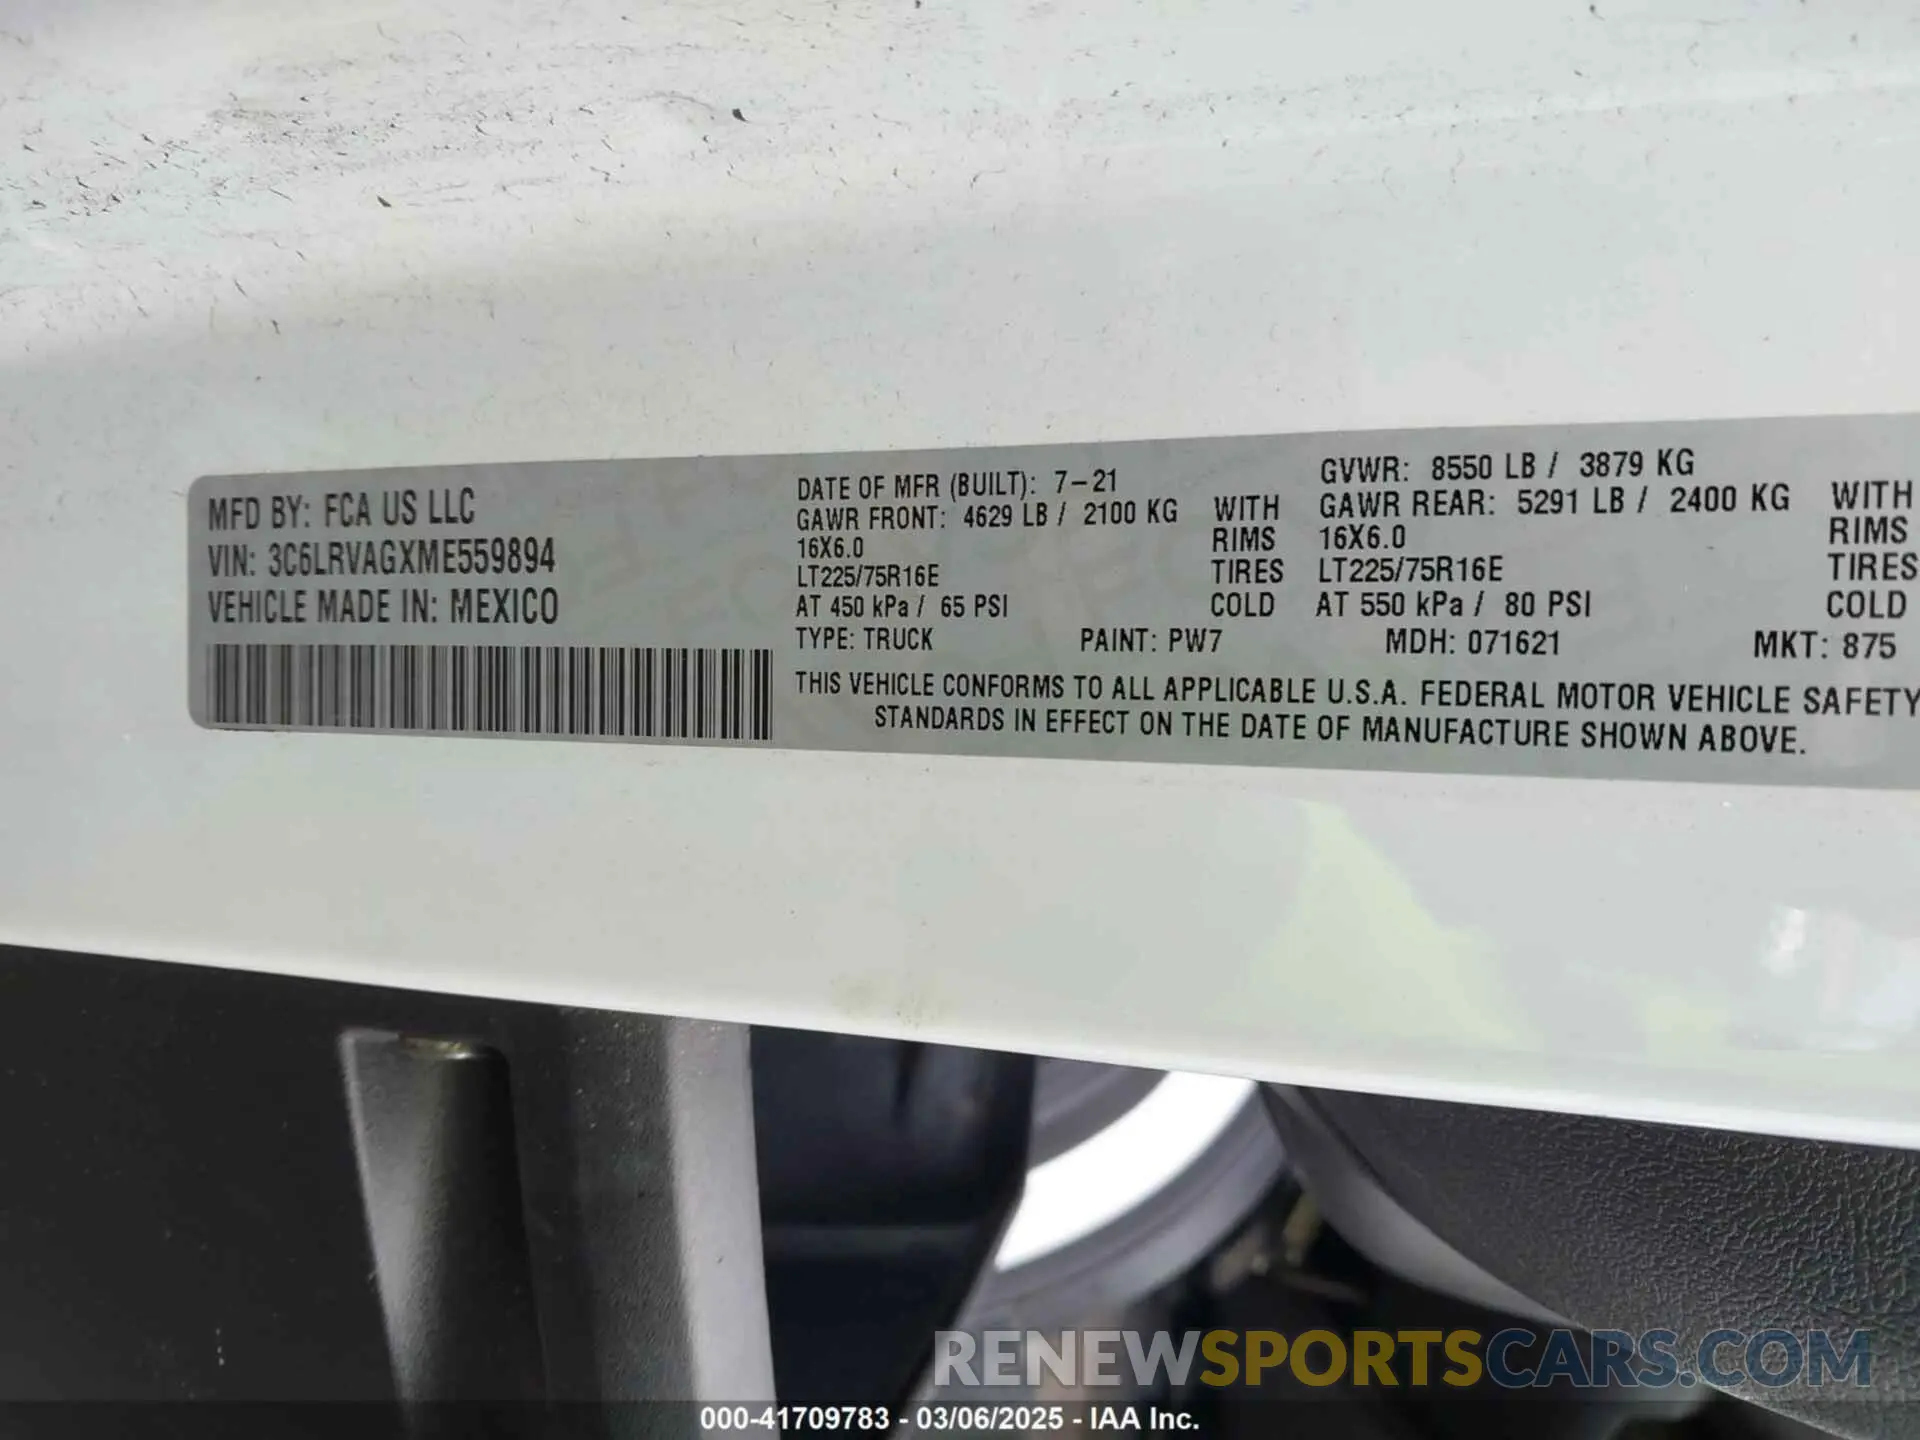 MFD BY: FCA US LLC
VIN: 3C6LRVAGXME559894
VEHICLE MADE IN: MEXICO
DATE OF MFR (BUILT): 7-21
GAWR FRONT: 4629 LB / 2100 KG WITH
16X6.0 RIMS
LT225/75R16E TIRES
AT 450 kPa / 65 PSI COLD
GVWR: 8550 LB / 3879 KG
GAWR REAR: 5291 LB / 2400 KG WITH
16X6.0 RIMS
LT225/75R16E TIRES
AT 550 kPa / 80 PSI COLD
TYPE: TRUCK PAINT: PW7 MDH: 071621 MKT: 875
THIS VEHICLE CONFORMS TO ALL APPLICABLE U.S.A. FEDERAL MOTOR VEHICLE SAFETY
STANDARDS IN EFFECT ON THE DATE OF MANUFACTURE SHOWN ABOVE.
RENEWSPORTSCARS.COM
000-41709783 - 03/06/2025 - IAA Inc.